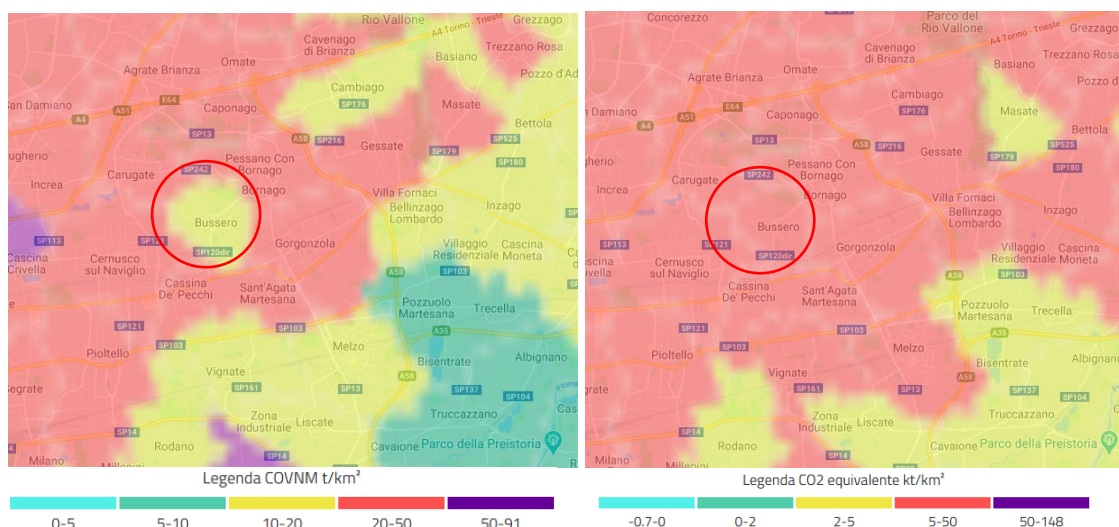 Rio Vallone
Grezzago
A4 Torino - Trieste
Cavenago
di Brianza
Trezzano Rosa
Basiano
Omate
Agrate Brianza
Pozzo d'Ad
Cambiago
SP176
Masate
San Damiano
A51
E64
Caponago
A4
SP13
A58
SP216
SP525
Bettola
Gessate
SP179
SP180
Pessano Con
Bornago
SP242
Carugate
Increa
Bornago
Villa Fornaci
Bellinzago
Lombardo
Inzago
Bussero
SP113
SP121
SP120dir
Gorgonzola
Villaggio
Residenziale
Cascina
Moneta
Cascina
Crivella
Cernusco
sul Naviglio
A58
SP103
Cassina
De' Pecchi
Sant'Agata
Martesana
Pozzuolo
Martesana
Trecella
SP121
SP103
SP103
A35
Pioltello
Melzo
Bisentrate
Albignano
Vignate
SP161
SP13
A58
SP137
SP104
Segrate
Zona
Industriale
Liscate
Truccazzano
SP14
Rodano
SP14
Cavaione
Parco della Preistoria
Milano
Legenda COVNM t/km²
0-5 5-10 10-20 20-50 50-91
Concorezzo
Parco del
Rio Vallone
A4 Torino - Trieste
Cavenago
di Brianza
Trezzano Rosa
Basiano
Omate
Agrate Brianza
Pozzo
Cambiago
SP176
Masate
San Damiano
A51
E64
Caponago
A4
SP13
A58
SP216
SP525
Bettola
Gessate
SP179
SP180
Pessano Con
Bornago
SP242
Carugate
Increa
Bornago
Villa Fornaci
Bellinzago
Lombardo
Inzago
Bussero
SP113
SP121
SP120dir
Gorgonzola
Villaggio
Residenziale
Cascina
Moneta
Cascina
Crivella
Cernusco
sul Naviglio
A58
SP103
Cassina
De' Pecchi
Sant'Agata
Martesana
Pozzuolo
Martesana
Trecella
SP121
SP103
SP103
A35
Pioltello
Melzo
Bisentrate
Albignano
Vignate
SP161
SP13
A58
SP137
SP104
Segrate
Zona
Industriale
Liscate
Truccazzano
SP14
Rodano
SP14
Cavaione
Parco della Preistoria
Milano
Legenda CO2 equivalente kt/km²
-0.7-0 0-2 2-5 5-50 50-148